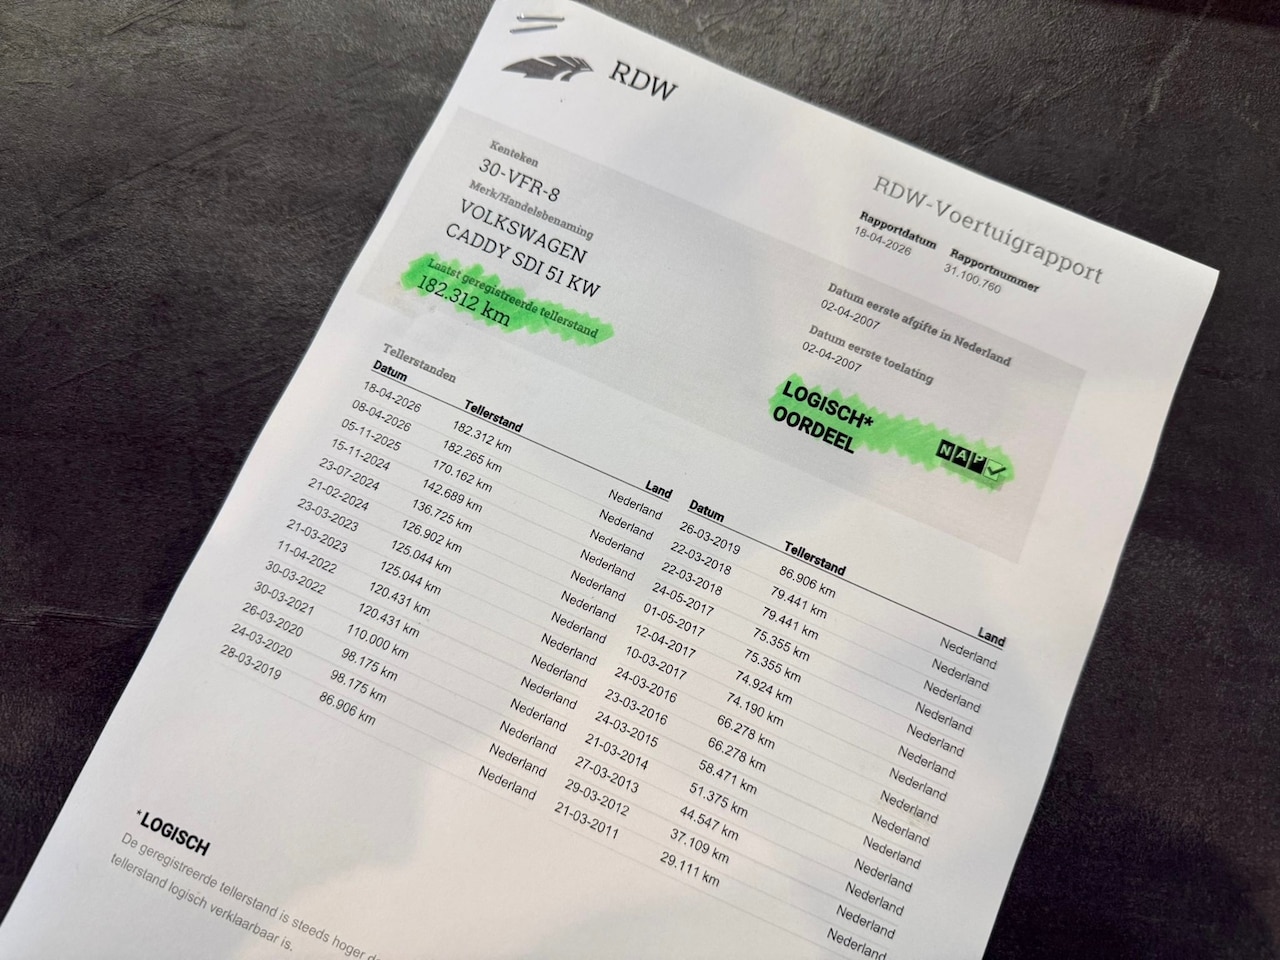 RDW
RDW-Voertuigrapport
Rapportdatum Rapportnummer
18-04-2026 31.100.760
Kenteken
30-VFR-8
Merk/Handelsbenaming
VOLKSWAGEN
CADDY SDI 51 KW
Laatst geregistreerde tellerstand
182.312 km
Datum eerste afgifte in Nederland
02-04-2007
Datum eerste toelating
02-04-2007
LOGISCH*
OORDEEL
NAP
Tellerstanden
Datum Tellerstand Land
18-04-2026 182.312 km Nederland
08-04-2026 182.265 km Nederland
05-11-2025 170.162 km Nederland
15-11-2024 142.689 km Nederland
23-07-2024 136.725 km Nederland
21-02-2024 126.902 km Nederland
23-03-2023 125.044 km Nederland
21-03-2023 125.044 km Nederland
11-04-2022 120.431 km Nederland
30-03-2022 120.431 km Nederland
30-03-2021 110.000 km Nederland
26-03-2020 98.175 km Nederland
24-03-2020 98.175 km Nederland
28-03-2019 86.906 km Nederland
Datum Tellerstand Land
26-03-2019 86.906 km Nederland
22-03-2018 79.441 km Nederland
22-03-2018 79.441 km Nederland
24-05-2017 75.355 km Nederland
01-05-2017 75.355 km Nederland
12-04-2017 74.924 km Nederland
10-03-2017 74.190 km Nederland
24-03-2016 66.278 km Nederland
23-03-2016 66.278 km Nederland
24-03-2015 58.471 km Nederland
21-03-2014 51.375 km Nederland
27-03-2013 44.547 km Nederland
29-03-2012 37.109 km Nederland
21-03-2011 29.111 km Nederland
*LOGISCH
De geregistreerde tellerstand is steeds hoger
tellerstand logisch verklaarbaar is.